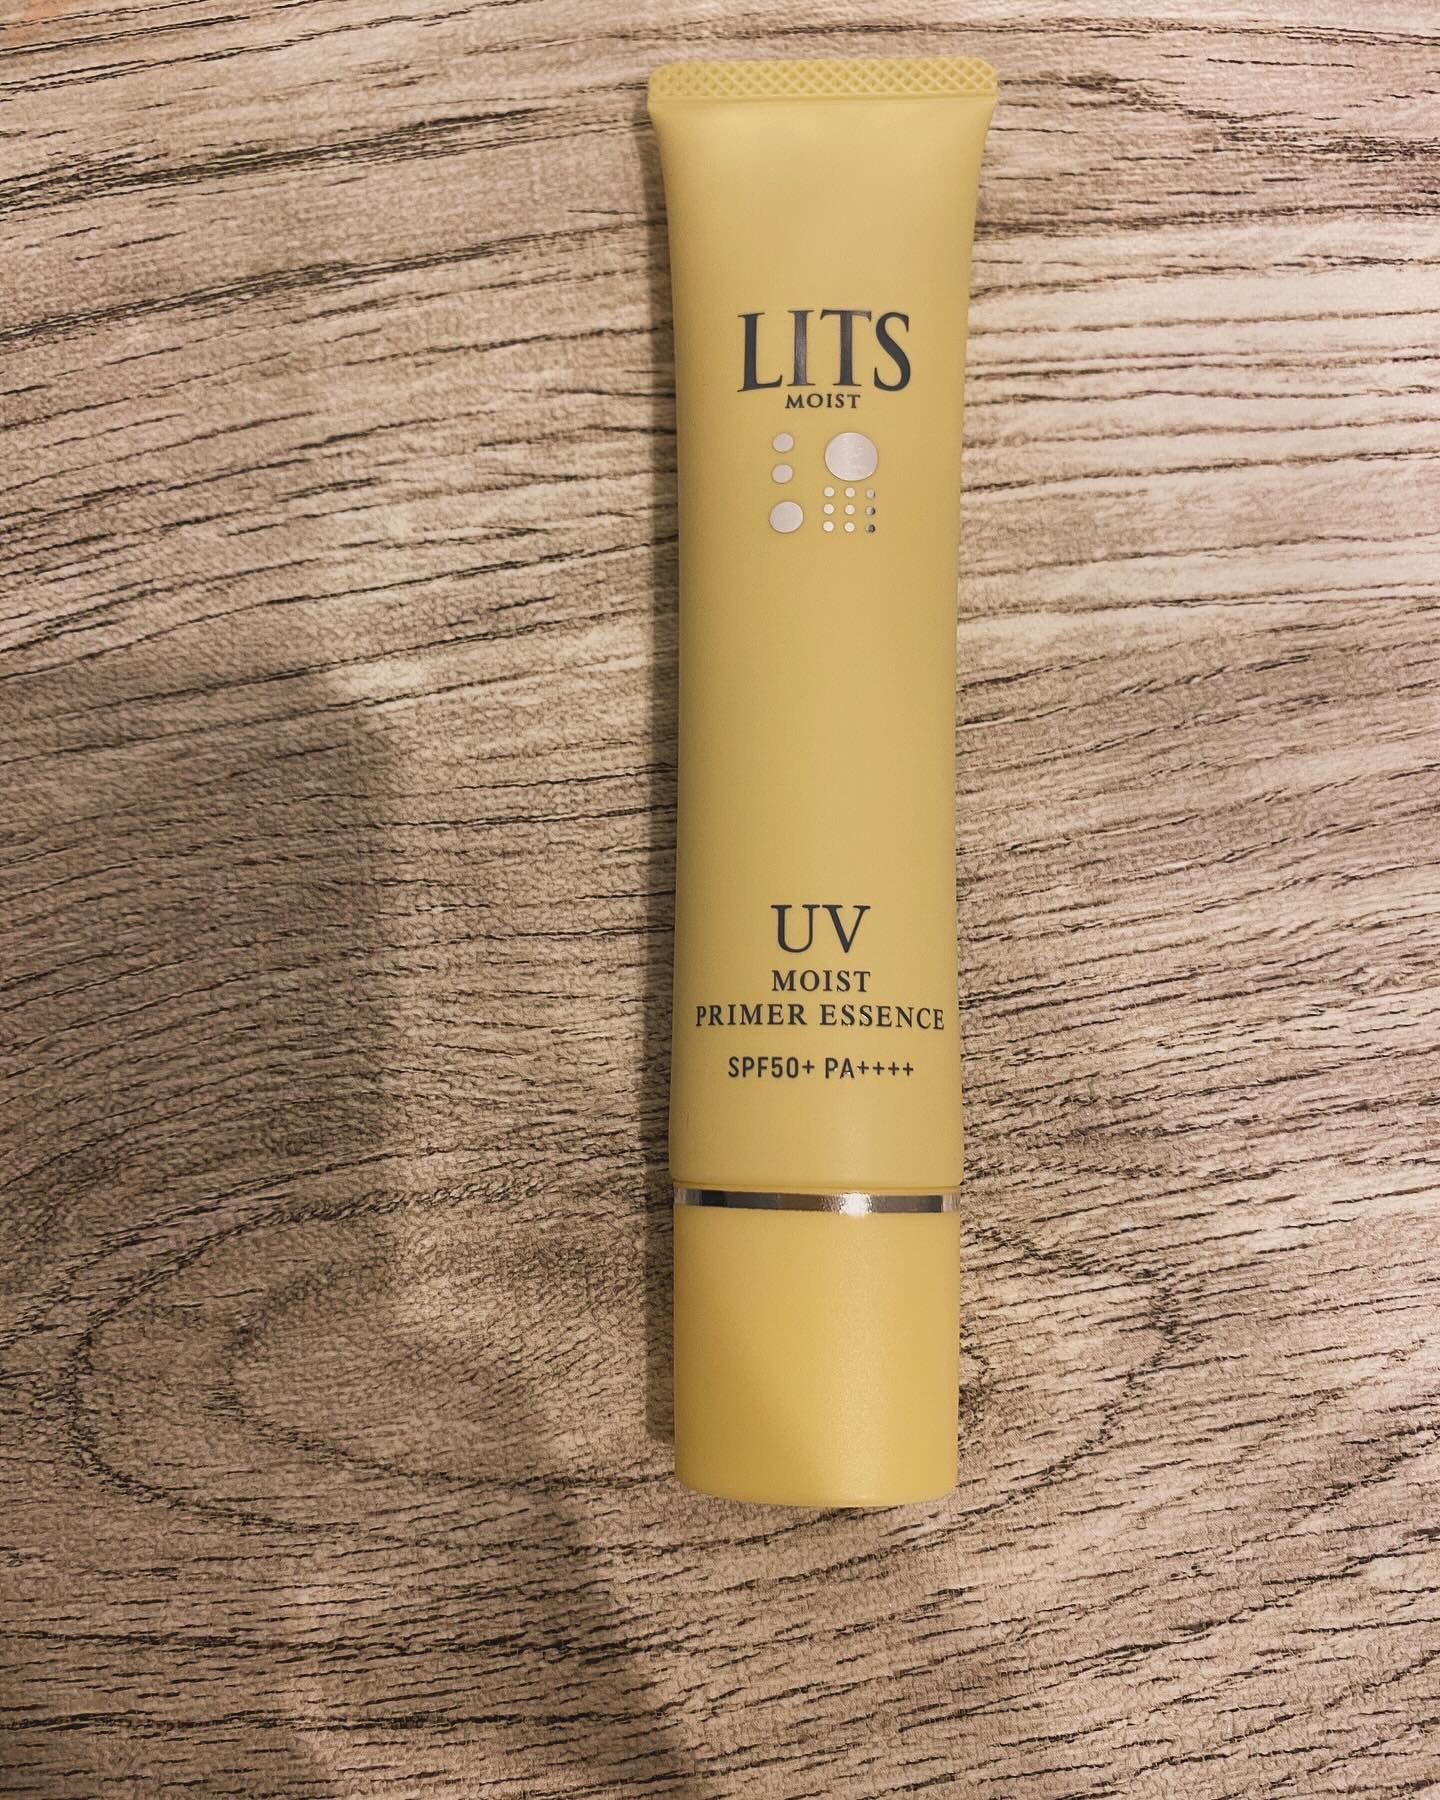 LITS
MOIST
UV
MOIST
PRIMER ESSENCE
SPF50+ PA++++